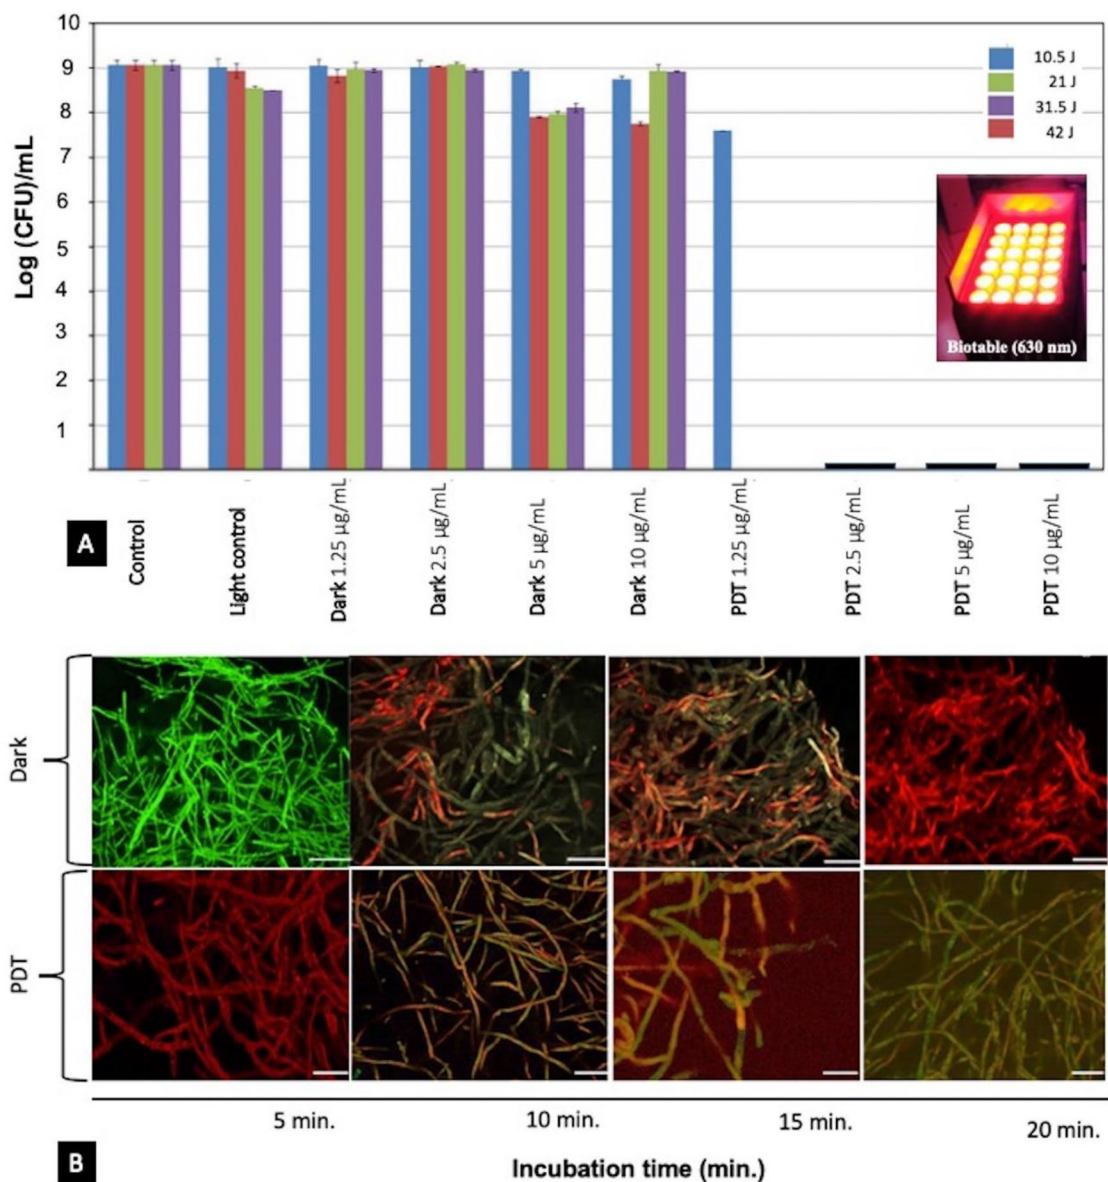 10
9
8
7
6
5
4
3
2
1
Log (CFU)/mL
10.5 J
21 J
31.5 J
42 J
Biotable (630 nm)
Control
Light control
Dark 1.25 µg/mL
Dark 2.5 µg/mL
Dark 5 µg/mL
Dark 10 µg/mL
PDT 1.25 µg/mL
PDT 2.5 µg/mL
PDT 5 µg/mL
PDT 10 µg/mL
A
Dark
PDT
5 min.
10 min.
15 min.
20 min.
B
Incubation time (min.)